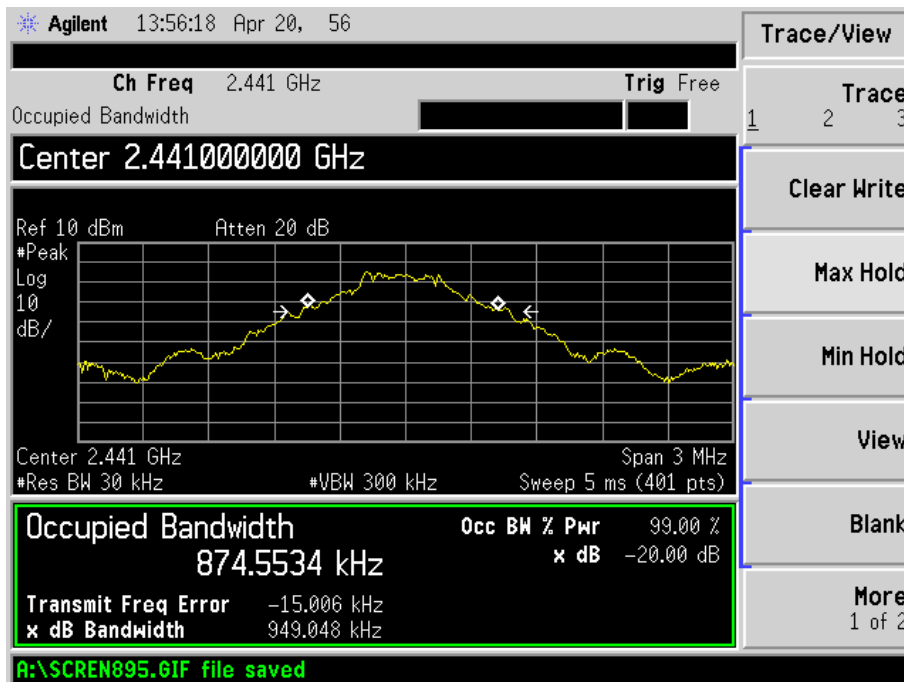 Agilent 13:56:18 Apr 20, 56
Trace/View
Ch Freq 2.441 GHz Trig Free
Occupied Bandwidth
Trace
1 2 3
Center 2.441000000 GHz
Clear Write
Ref 10 dBm Atten 20 dB
#Peak
Log
10
dB/
Max Hold
Min Hold
View
Center 2.441 GHz Span 3 MHz
#Res BW 30 kHz #VBW 300 kHz Sweep 5 ms (401 pts)
Occupied Bandwidth Occ BW % Pwr 99.00 %
874.5534 kHz x dB -20.00 dB
Blank
Transmit Freq Error -15.006 kHz
x dB Bandwidth 949.048 kHz
More
1 of 2
A:\SCREN895.GIF file saved